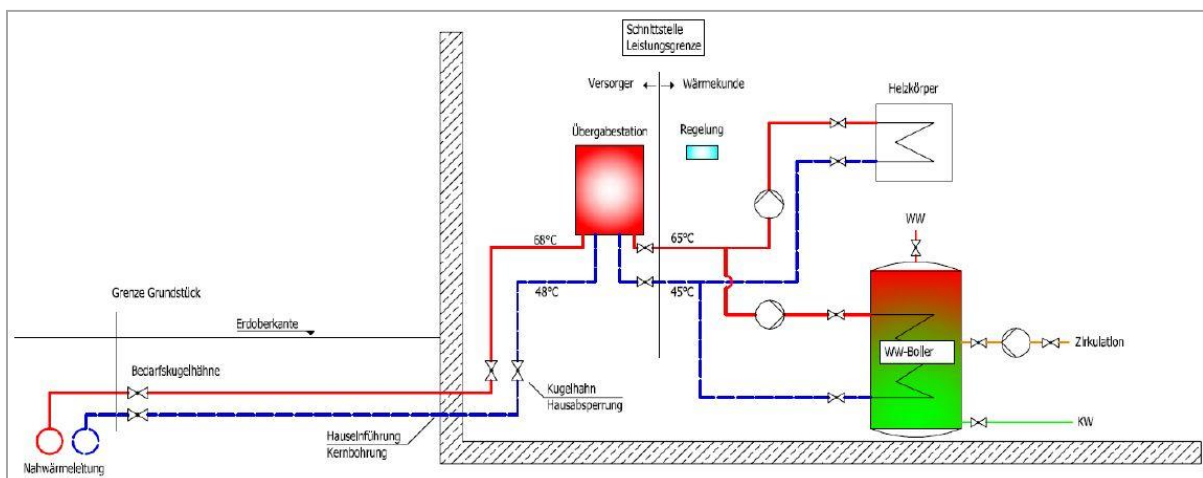 Schnittstelle
Leistungsgrenze
Versorger
Wärmekunde
Heizkörper
Übergabestation
Regelung
WW
68°C
65°C
48°C
45°C
Grenze Grundstück
Erdoberkante
WW-Boiler
Zirkulation
Bedarfskugelhähne
Kugelhahn
Hausabsperrung
KW
Hauseinführung
Kernbohrung
Nahwärmeleitung